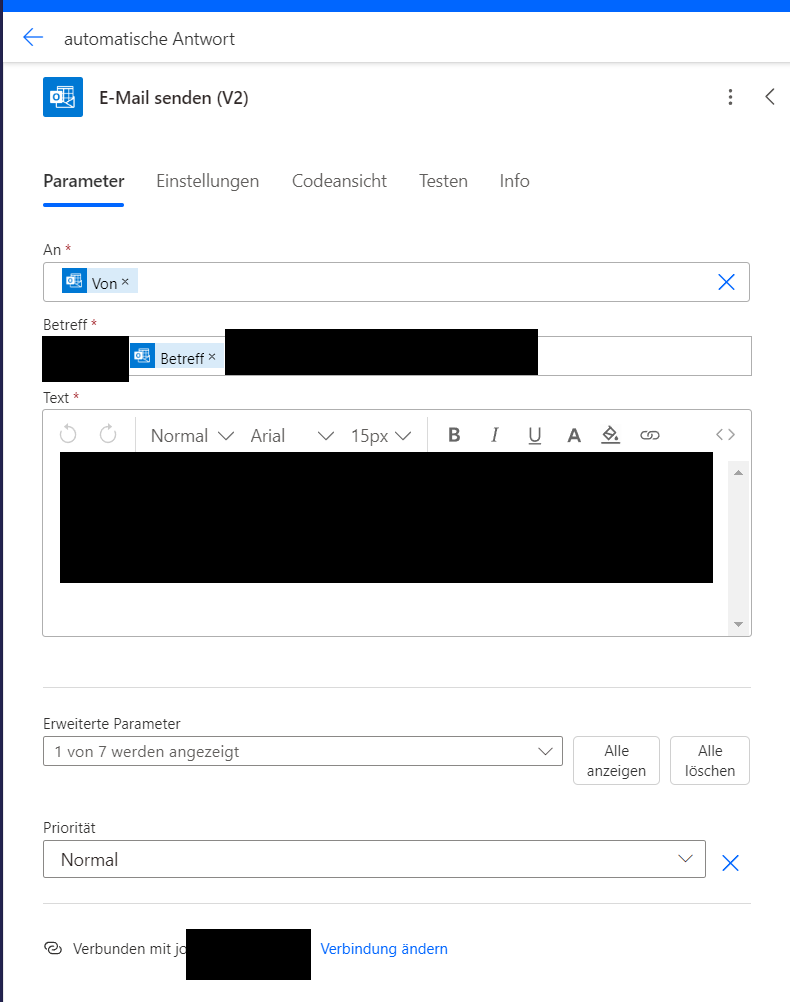 automatische Antwort
E-Mail senden (V2)
Parameter Einstellungen Codeansicht Testen Info
An *
Von ×
Betreff *
Betreff ×
Text *
Normal Arial 15px B I U A
Erweiterte Parameter
1 von 7 werden angezeigt
Alle anzeigen
Alle löschen
Priorität
Normal
Verbunden mit jo Verbindung ändern